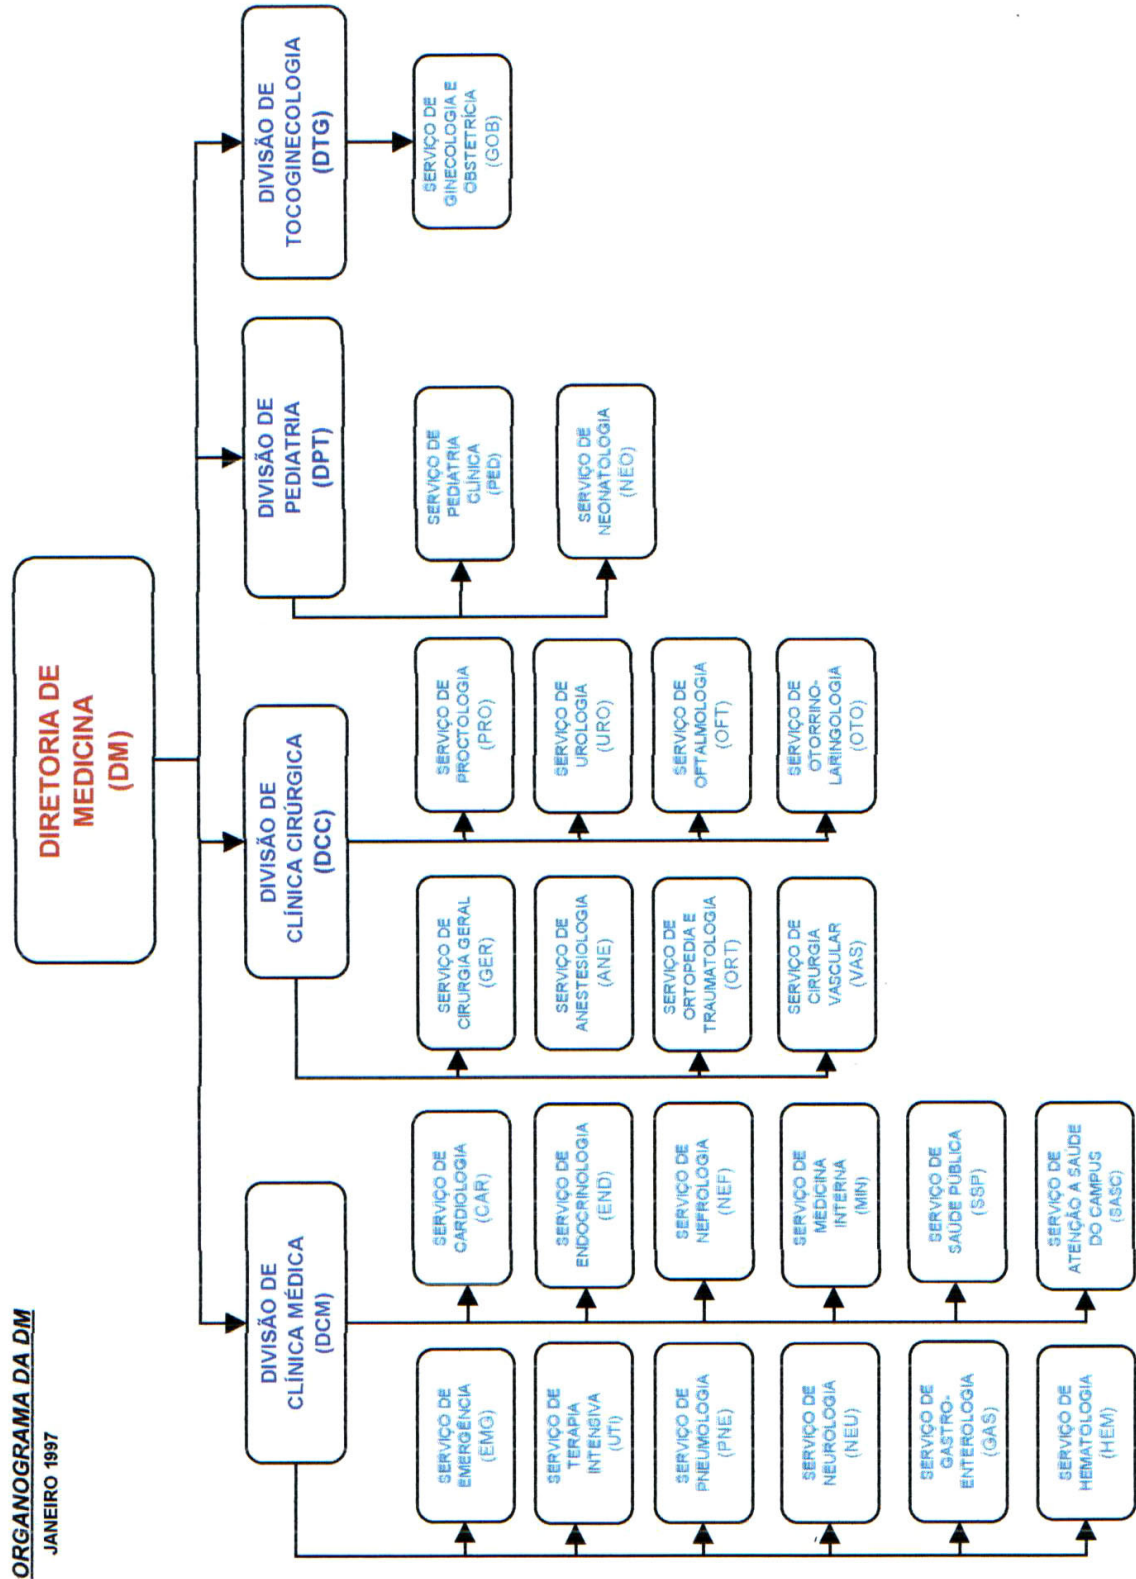 ORGANOGRAMA DA DM
JANEIRO 1997
DIRETORIA DE
MEDICINA
(DM)
DIVISÃO DE
CLÍNICA MÉDICA
(DCM)
DIVISÃO DE
CLÍNICA CIRÚRGICA
(DCC)
DIVISÃO DE
PEDIATRIA
(DPT)
DIVISÃO DE
TOCOGINECOLOGIA
(DTG)
SERVIÇO DE
EMERGÊNCIA
(EMG)
SERVIÇO DE
TERAPIA
INTENSIVA
(UTI)
SERVIÇO DE
PNEUMOLOGIA
(PNE)
SERVIÇO DE
NEUROLOGIA
(NEU)
SERVIÇO DE
GASTRO-
ENTEROLOGIA
(GAS)
SERVIÇO DE
HEMATOLOGIA
(HEM)
SERVIÇO DE
CARDIOLOGIA
(CAR)
SERVIÇO DE
ENDOCRINOLOGIA
(END)
SERVIÇO DE
NEFROLOGIA
(NEF)
SERVIÇO DE
MEDICINA
INTERNA
(MIN)
SERVIÇO DE
SAÚDE PÚBLICA
(SSP)
SERVIÇO DE
ATENÇÃO A SAÚDE
DO CAMPUS
(SASC)
SERVIÇO DE
CIRURGIA GERAL
(GER)
SERVIÇO DE
ANESTESIOLOGIA
(ANE)
SERVIÇO DE
ORTOPEDIA E
TRAUMATOLOGIA
(ORT)
SERVIÇO DE
CIRURGIA
VASCULAR
(VAS)
SERVIÇO DE
PROCTOLOGIA
(PRO)
SERVIÇO DE
UROLOGIA
(URO)
SERVIÇO DE
OFTALMOLOGIA
(OFT)
SERVIÇO DE
OTORRINO-
LARINGOLOGIA
(OTO)
SERVIÇO DE
PEDIATRIA
CLÍNICA
(PED)
SERVIÇO DE
NEONATOLOGIA
(NEO)
SERVIÇO DE
GINECOLOGIA E
OBSTETRÍCIA
(GOB)